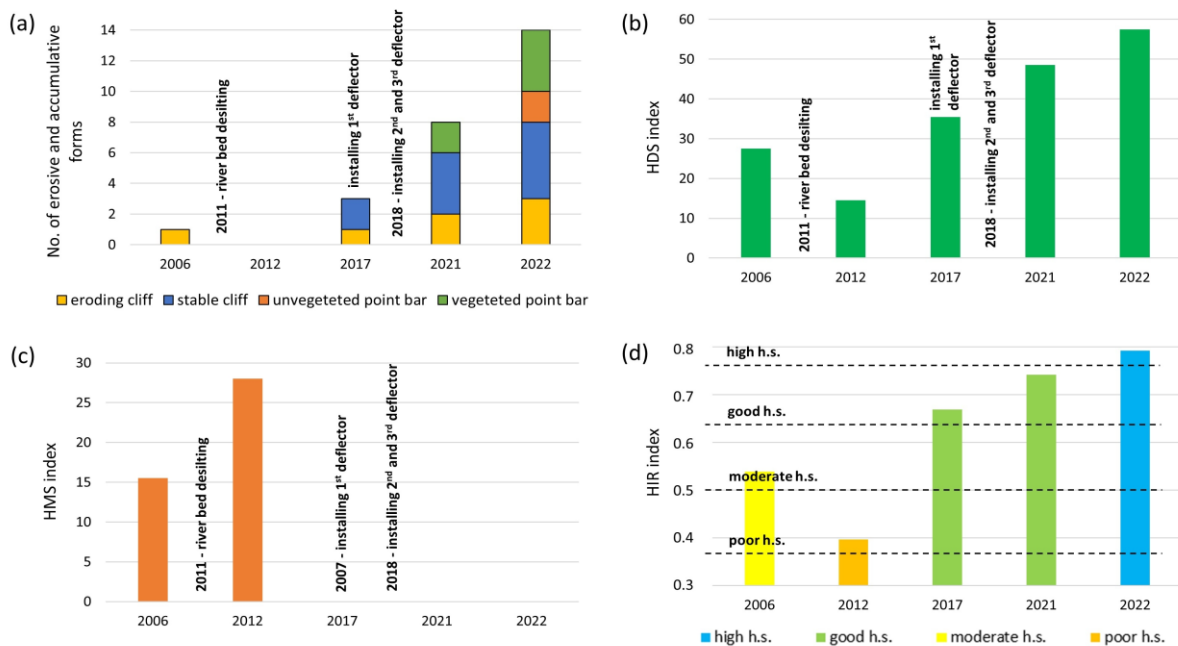 (a)
No. of erosive and accumulative
forms
14
12
10
8
6
4
2
0
2011 - river bed desilting
installing 1st deflector
2018 - installing 2nd and 3rd deflector
2006
2012
2017
2021
2022
eroding cliff
stable cliff
unvegeteted point bar
vegeteted point bar
(b)
HDS index
60
50
40
30
20
10
0
2011 - river bed desilting
installing 1st
deflector
2018 - installing 2nd and 3rd deflector
2006
2012
2017
2021
2022
(c)
HMS index
30
25
20
15
10
5
0
2011 - river bed desilting
2007 - installing 1st deflector
2018 - installing 2nd and 3rd deflector
2006
2012
2017
2021
2022
(d)
HIR index
0.8
0.7
0.6
0.5
0.4
0.3
high h.s.
good h.s.
moderate h.s.
poor h.s.
2006
2012
2017
2021
2022
high h.s.
good h.s.
moderate h.s.
poor h.s.